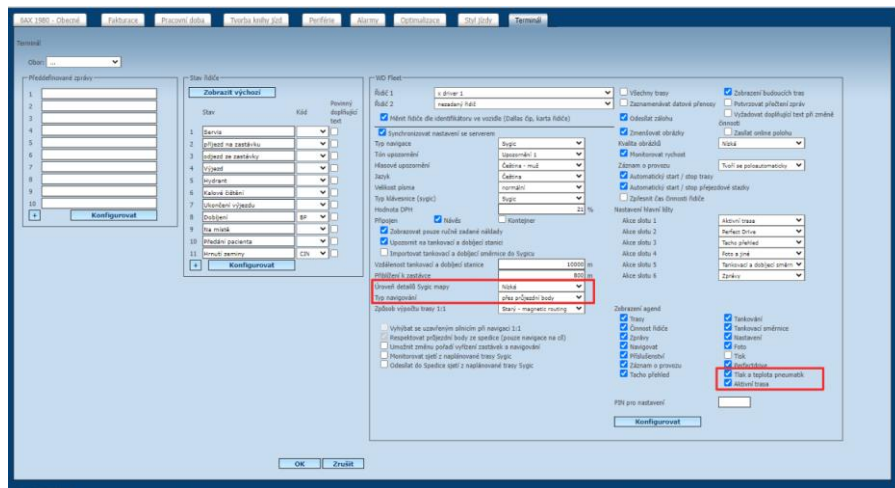 8AX 1980 - Obecné
Fakturace
Pracovní doba
Tvorba knihy jízd
Periférie
Alarmy
Optimalizace
Styl jízdy
Terminál
Terminál
Obor: ...
Předdefinované zprávy
1
2
3
4
5
6
7
8
9
10
+ Konfigurovat
Stav řidiče
Zobrazit výchozí
Stav Kód Povinný doplňující text
1 Servis
2 příjezd na zastávku
3 odjezd ze zastávky
4 Výjezd
5 Hydrant
6 Kalové čištění
7 Ukončení výjezdu
8 Dobíjení BP
9 Na místě
10 Předání pacienta
11 Hrnutí zeminy CIN
+ Konfigurovat
WD Fleet
Řidič 1 x driver 1
Řidič 2 nezadaný řidič
Měnit řidiče dle identifikátoru ve vozidle (Dallas čip, karta řidiče)
Synchronizovat nastavení se serverem
Typ navigace Sygic
Tón upozornění Upozornění 1
Hlasové upozornění Čeština - muž
Jazyk Čeština
Velikost písma normální
Typ klávesnice (sygic) Sygic
Hodnota DPH 21 %
Připojen Návěs Kontejner
Zobrazovat pouze ručně zadané náklady
Upozornit na tankovací a dobíjecí stanici
Importovat tankovací a dobíjecí směrnice do Sygicu
Vzdálenost tankovací a dobíjecí stanice 10000 m
Přiblížení k zastávce 800 m
Úroveň detailů Sygic mapy Nízká
Typ navigování přes průjezdní body
Způsob výpočtu trasy 1:1 Starý - magnetic routing
Vyhýbat se uzavřeným silnicím při navigaci 1:1
Respektovat průjezdní body ze spedice (pouze navigace na cíl)
Umožnit změnu pořadí vyřízení zastávek a navigování
Monitorovat sjetí z naplánované trasy Sygic
Odesílat do Spedice sjetí z naplánované trasy Sygic
Všechny trasy
Zobrazení budoucích tras
Zaznamenávat datové přenosy
Potvrzovat přečtení zpráv
Odesílat zálohu
Vyžadovat doplňující text při změně činnosti
Zmenšovat obrázky
Zasílat online polohu
Kvalita obrázků Nízká
Monitorovat rychlost
Záznam o provozu Tvoří se poloautomaticky
Automatický start / stop trasy
Automatický start / stop přejezdové stazky
Zpřesnit čas činnosti řidiče
Nastavení hlavní lišty
Akce slotu 1 Aktivní trasa
Akce slotu 2 Perfect Drive
Akce slotu 3 Tacho přehled
Akce slotu 4 Foto a jiné
Akce slotu 5 Tankovací a dobíjecí směrn
Akce slotu 6 Zprávy
Zobrazení agend
Trasy Tankování
Činnost řidiče Tankovací směrnice
Zprávy Nastavení
Navigovat Foto
Příslušenství Tisk
Záznam o provozu Perfectdrive
Tacho přehled Tlak a teplota pneumatik
Aktivní trasa
PIN pro nastavení
Konfigurovat
OK Zrušit